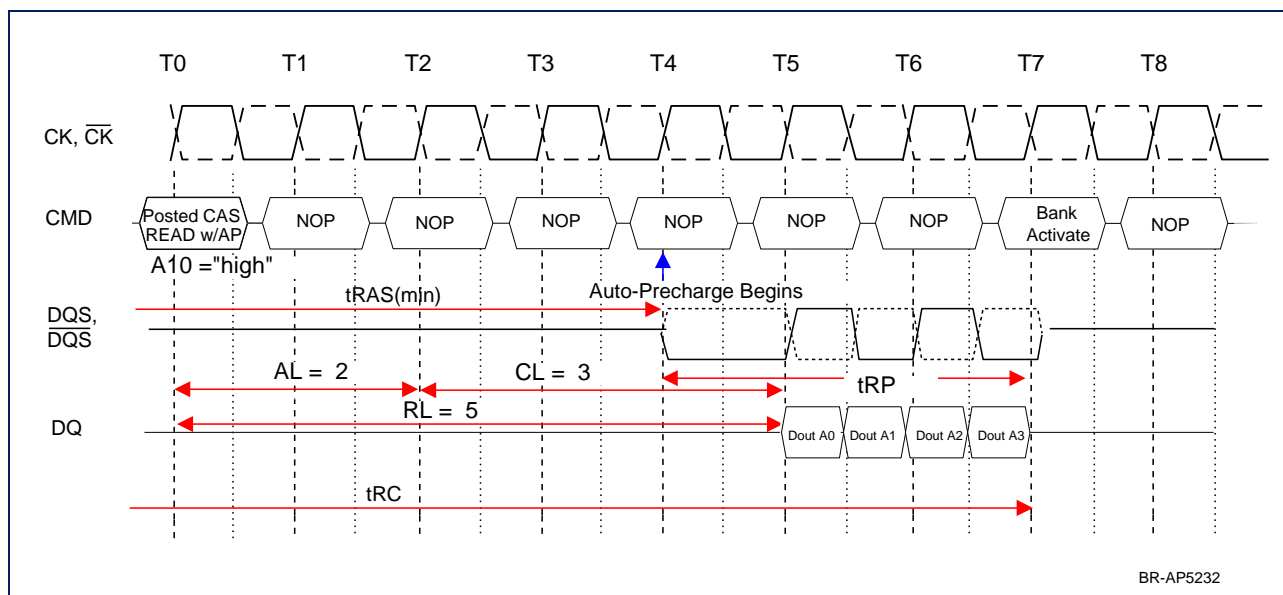 T0 T1 T2 T3 T4 T5 T6 T7 T8
CK, C̅K̅
CMD
Posted CAS
READ w/AP
NOP NOP NOP NOP NOP NOP
Bank
Activate
NOP
A10 ="high"
tRAS(min)
Auto-Precharge Begins
DQS,
D̅Q̅S̅
AL = 2
CL = 3
tRP
RL = 5
DQ
Dout A0 Dout A1 Dout A2 Dout A3
tRC
BR-AP5232